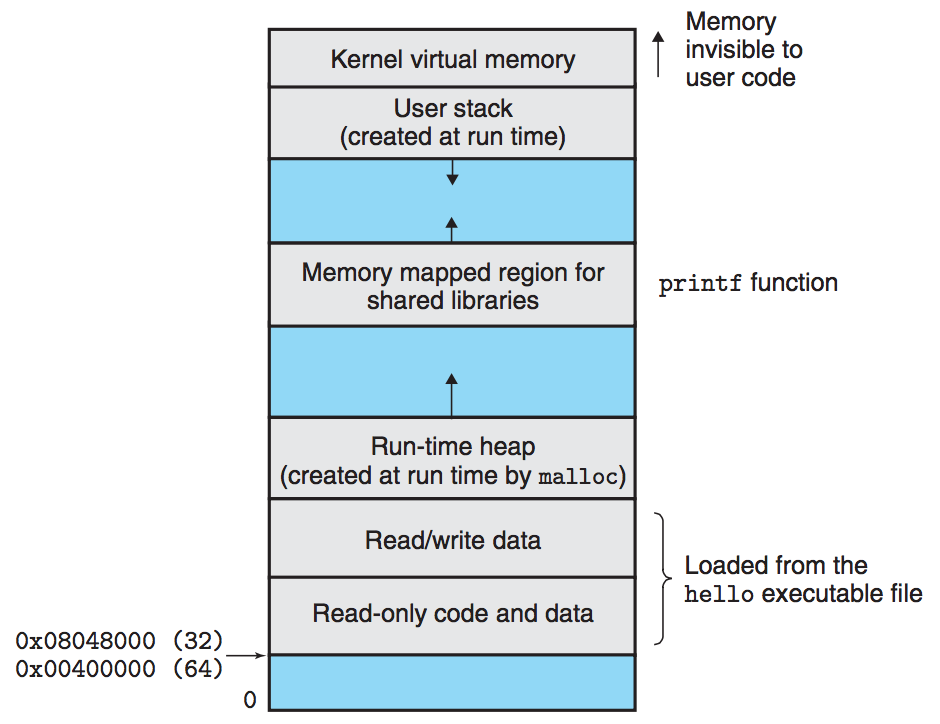 Memory
invisible to
user code
Kernel virtual memory
User stack
(created at run time)
Memory mapped region for
shared libraries
printf function
Run-time heap
(created at run time by malloc)
Read/write data
Loaded from the
hello executable file
Read-only code and data
0x08048000 (32)
0x00400000 (64)
0